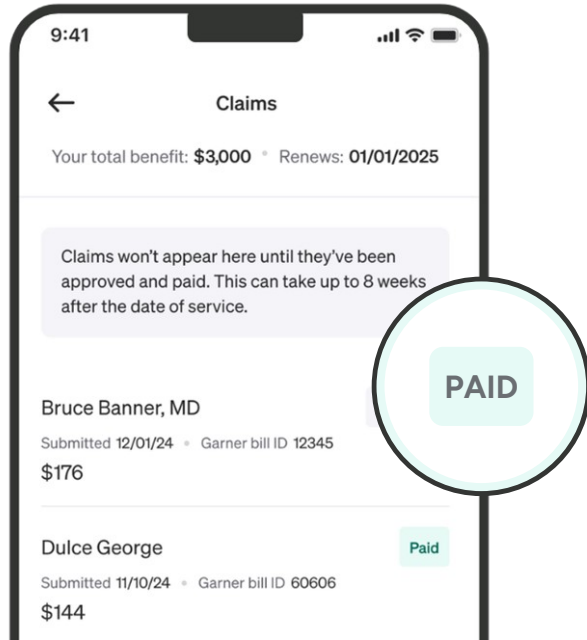 9:41
Claims
Your total benefit: $3,000 • Renews: 01/01/2025
Claims won’t appear here until they’ve been
approved and paid. This can take up to 8 weeks
after the date of service.
PAID
Bruce Banner, MD
Submitted 12/01/24 • Garner bill ID 12345
$176
Dulce George
Paid
Submitted 11/10/24 • Garner bill ID 60606
$144